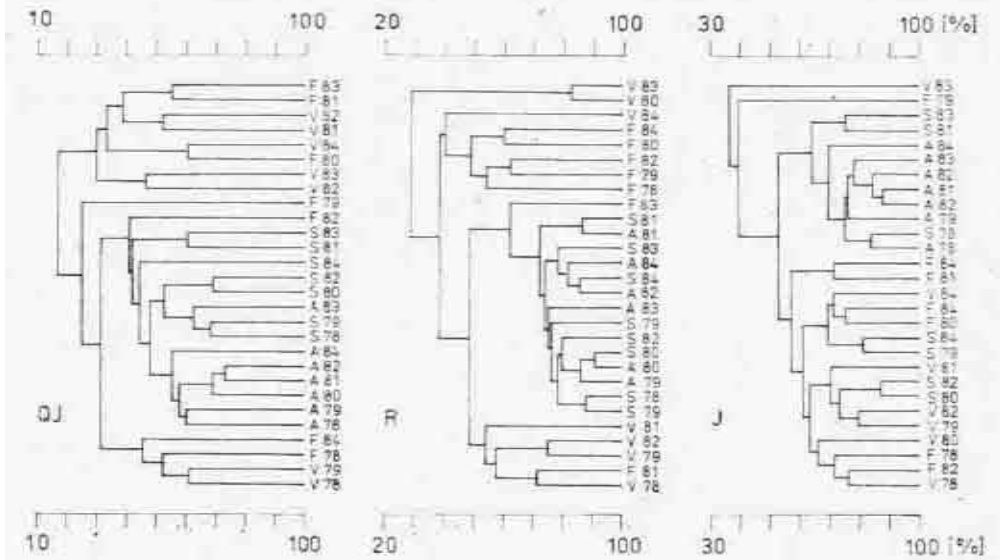 10 100 20 100 30 100 [%]
F 83
F 81
V 82
V 81
V 84
F 80
V 83
V 82
F 79
F 82
S 83
S 81
S 84
S 82
S 80
A 83
S 79
S 78
A 84
A 82
A 81
A 80
A 79
A 78
F 84
F 78
V 79
V 78
QJ
V 83
V 80
V 84
F 84
F 80
F 82
F 79
F 78
F 83
S 81
A 81
S 83
A 84
S 84
A 82
A 83
S 79
S 82
S 80
A 80
A 79
S 78
S 79
V 81
V 82
V 79
F 81
V 78
R
V 83
F 79
S 83
S 81
A 84
A 83
A 82
A 81
A 82
A 79
S 78
A 78
F 84
F 81
V 84
F 84
F 80
S 84
S 79
V 81
S 82
S 80
V 82
V 79
V 80
F 78
F 82
V 78
J
10 100 20 100 30 100 [%]